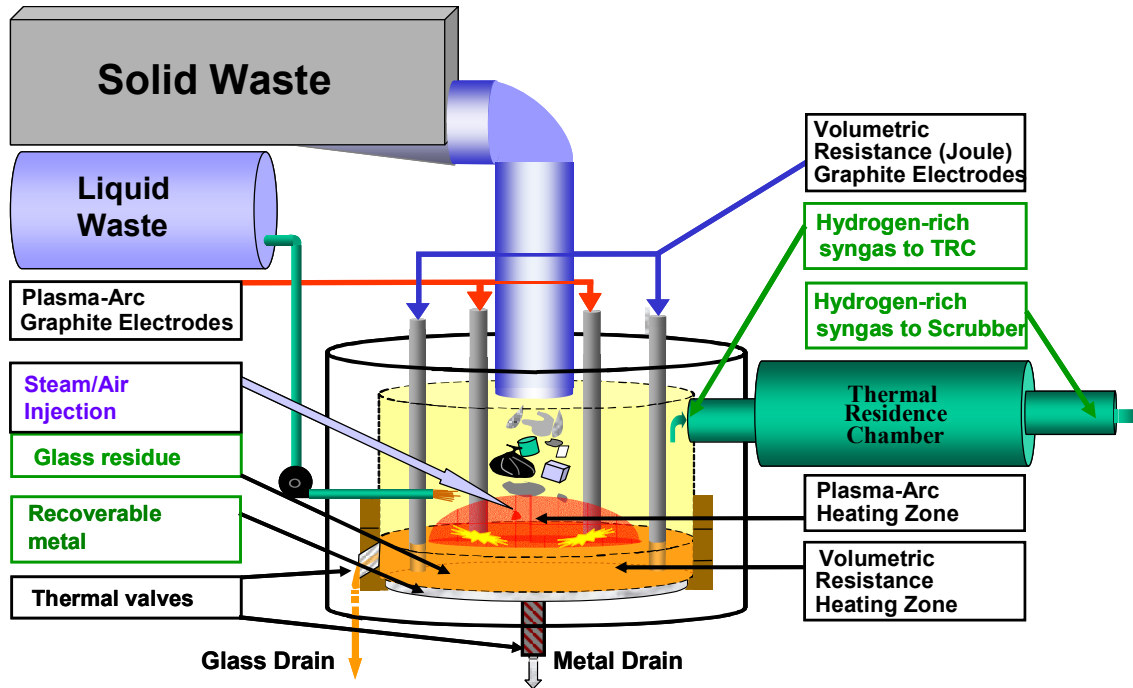 Solid Waste
Liquid
Waste
Plasma-Arc
Graphite Electrodes
Steam/Air
Injection
Glass residue
Recoverable
metal
Thermal valves
Glass Drain
Metal Drain
Volumetric
Resistance (Joule)
Graphite Electrodes
Hydrogen-rich
syngas to TRC
Hydrogen-rich
syngas to Scrubber
Thermal
Residence
Chamber
Plasma-Arc
Heating Zone
Volumetric
Resistance
Heating Zone